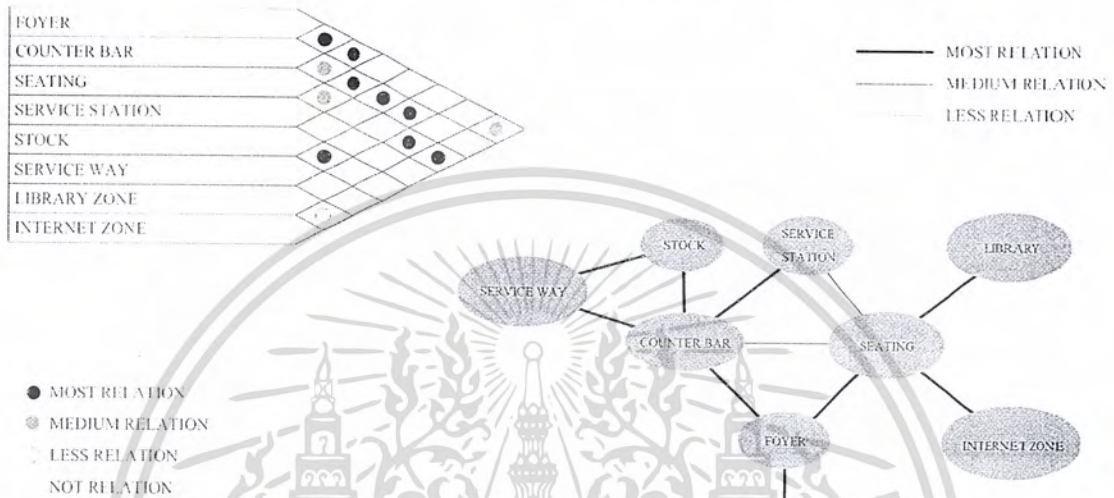 FOYER
COUNTER BAR
SEATING
SERVICE STATION
STOCK
SERVICE WAY
LIBRARY ZONE
INTERNET ZONE
MOST RELATION
MEDIUM RELATION
LESS RELATION
STOCK
SERVICE
STATION
LIBRARY
SERVICE WAY
COUNTER BAR
SEATING
FOYER
INTERNET ZONE
MOST RELATION
MEDIUM RELATION
LESS RELATION
NOT RELATION